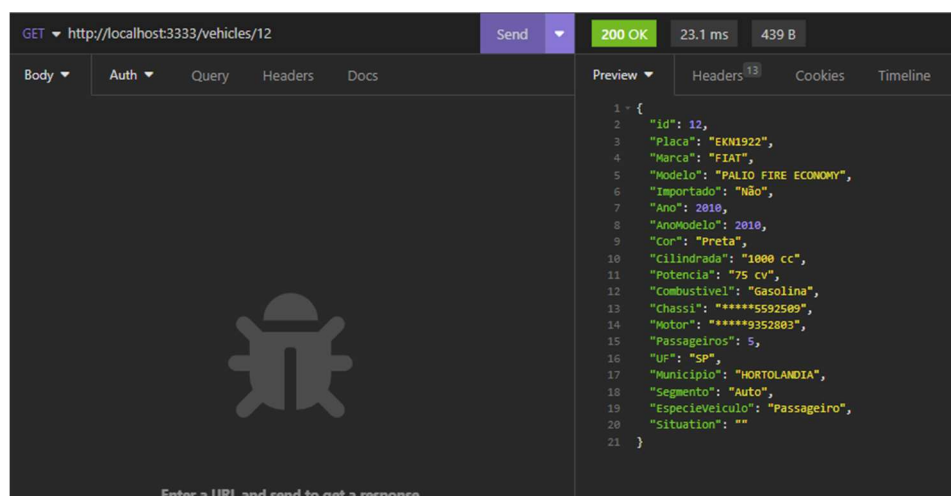 GET http://localhost:3333/vehicles/12 Send 200 OK 23.1 ms 439 B
Body Auth Query Headers Docs Preview Headers 13 Cookies Timeline
1 {
2 "id": 12,
3 "Placa": "EKN1922",
4 "Marca": "FIAT",
5 "Modelo": "PALIO FIRE ECONOMY",
6 "Importado": "Não",
7 "Ano": 2010,
8 "AnoModelo": 2010,
9 "Cor": "Preta",
10 "Cilindrada": "1000 cc",
11 "Potencia": "75 cv",
12 "Combustivel": "Gasolina",
13 "Chassi": "*****5592509",
14 "Motor": "*****9352803",
15 "Passageiros": 5,
16 "UF": "SP",
17 "Municipio": "HORTOLANDIA",
18 "Segmento": "Auto",
19 "EspecieVeiculo": "Passageiro",
20 "Situation": ""
21 }
Enter a URL and send to get a response